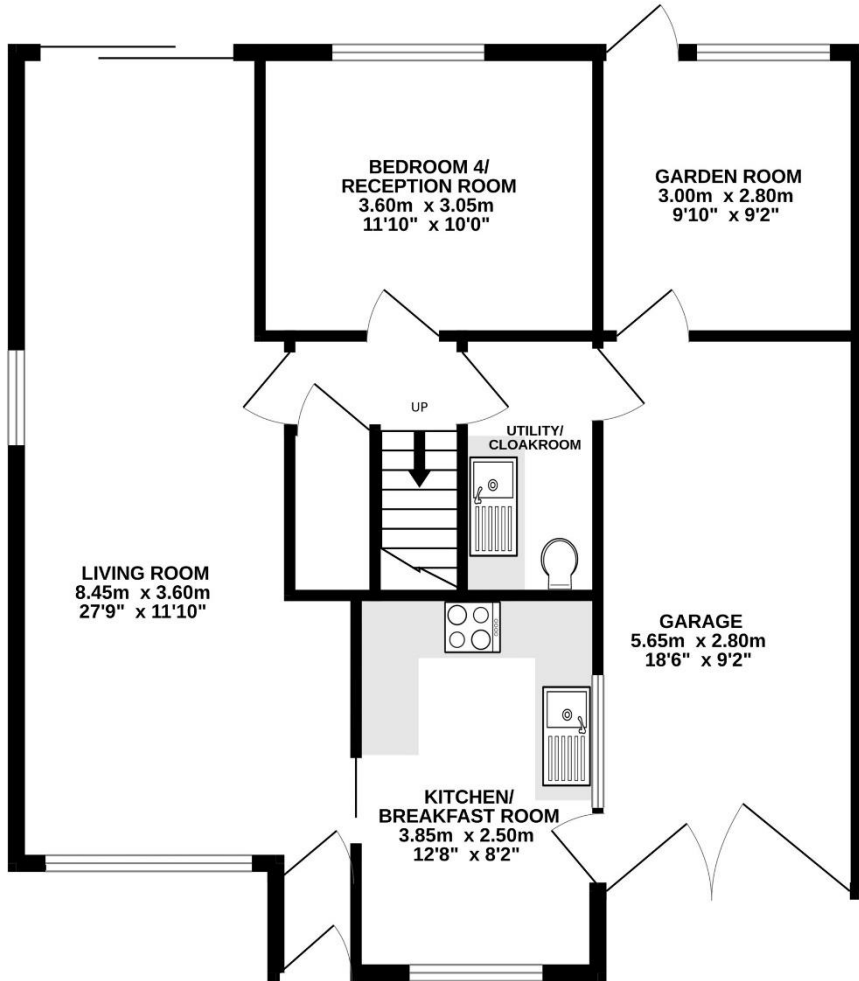 BEDROOM 4/
RECEPTION ROOM
3.60m x 3.05m
11'10" x 10'0"
GARDEN ROOM
3.00m x 2.80m
9'10" x 9'2"
UP
UTILITY/
CLOAKROOM
LIVING ROOM
8.45m x 3.60m
27'9" x 11'10"
GARAGE
5.65m x 2.80m
18'6" x 9'2"
KITCHEN/
BREAKFAST ROOM
3.85m x 2.50m
12'8" x 8'2"